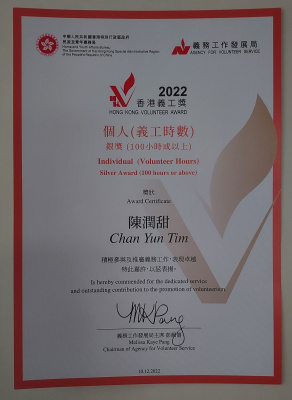 中華人民共和國香港特別行政區政府
民政及青年事務局
Home and Youth Affairs Bureau
The Government of the Hong Kong Special Administrative Region
of the People's Republic of China
義務工作發展局
AGENCY FOR VOLUNTEER SERVICE
2022
香港義工獎
HONG KONG VOLUNTEER AWARD
個人(義工時數)
銀獎 (100小時或以上)
Individual (Volunteer Hours)
Silver Award (100 hours or above)
獎狀
Award Certificate
陳潤甜
Chan Yun Tim
積極參與及推廣義務工作，表現卓越
特此嘉許，以茲表揚。
Is hereby commended for the dedicated service
and outstanding contribution to the promotion of volunteerism.
義務工作發展局主席
Melissa Kaye Pang
Chairman of Agency for Volunteer Service
10.12.2022